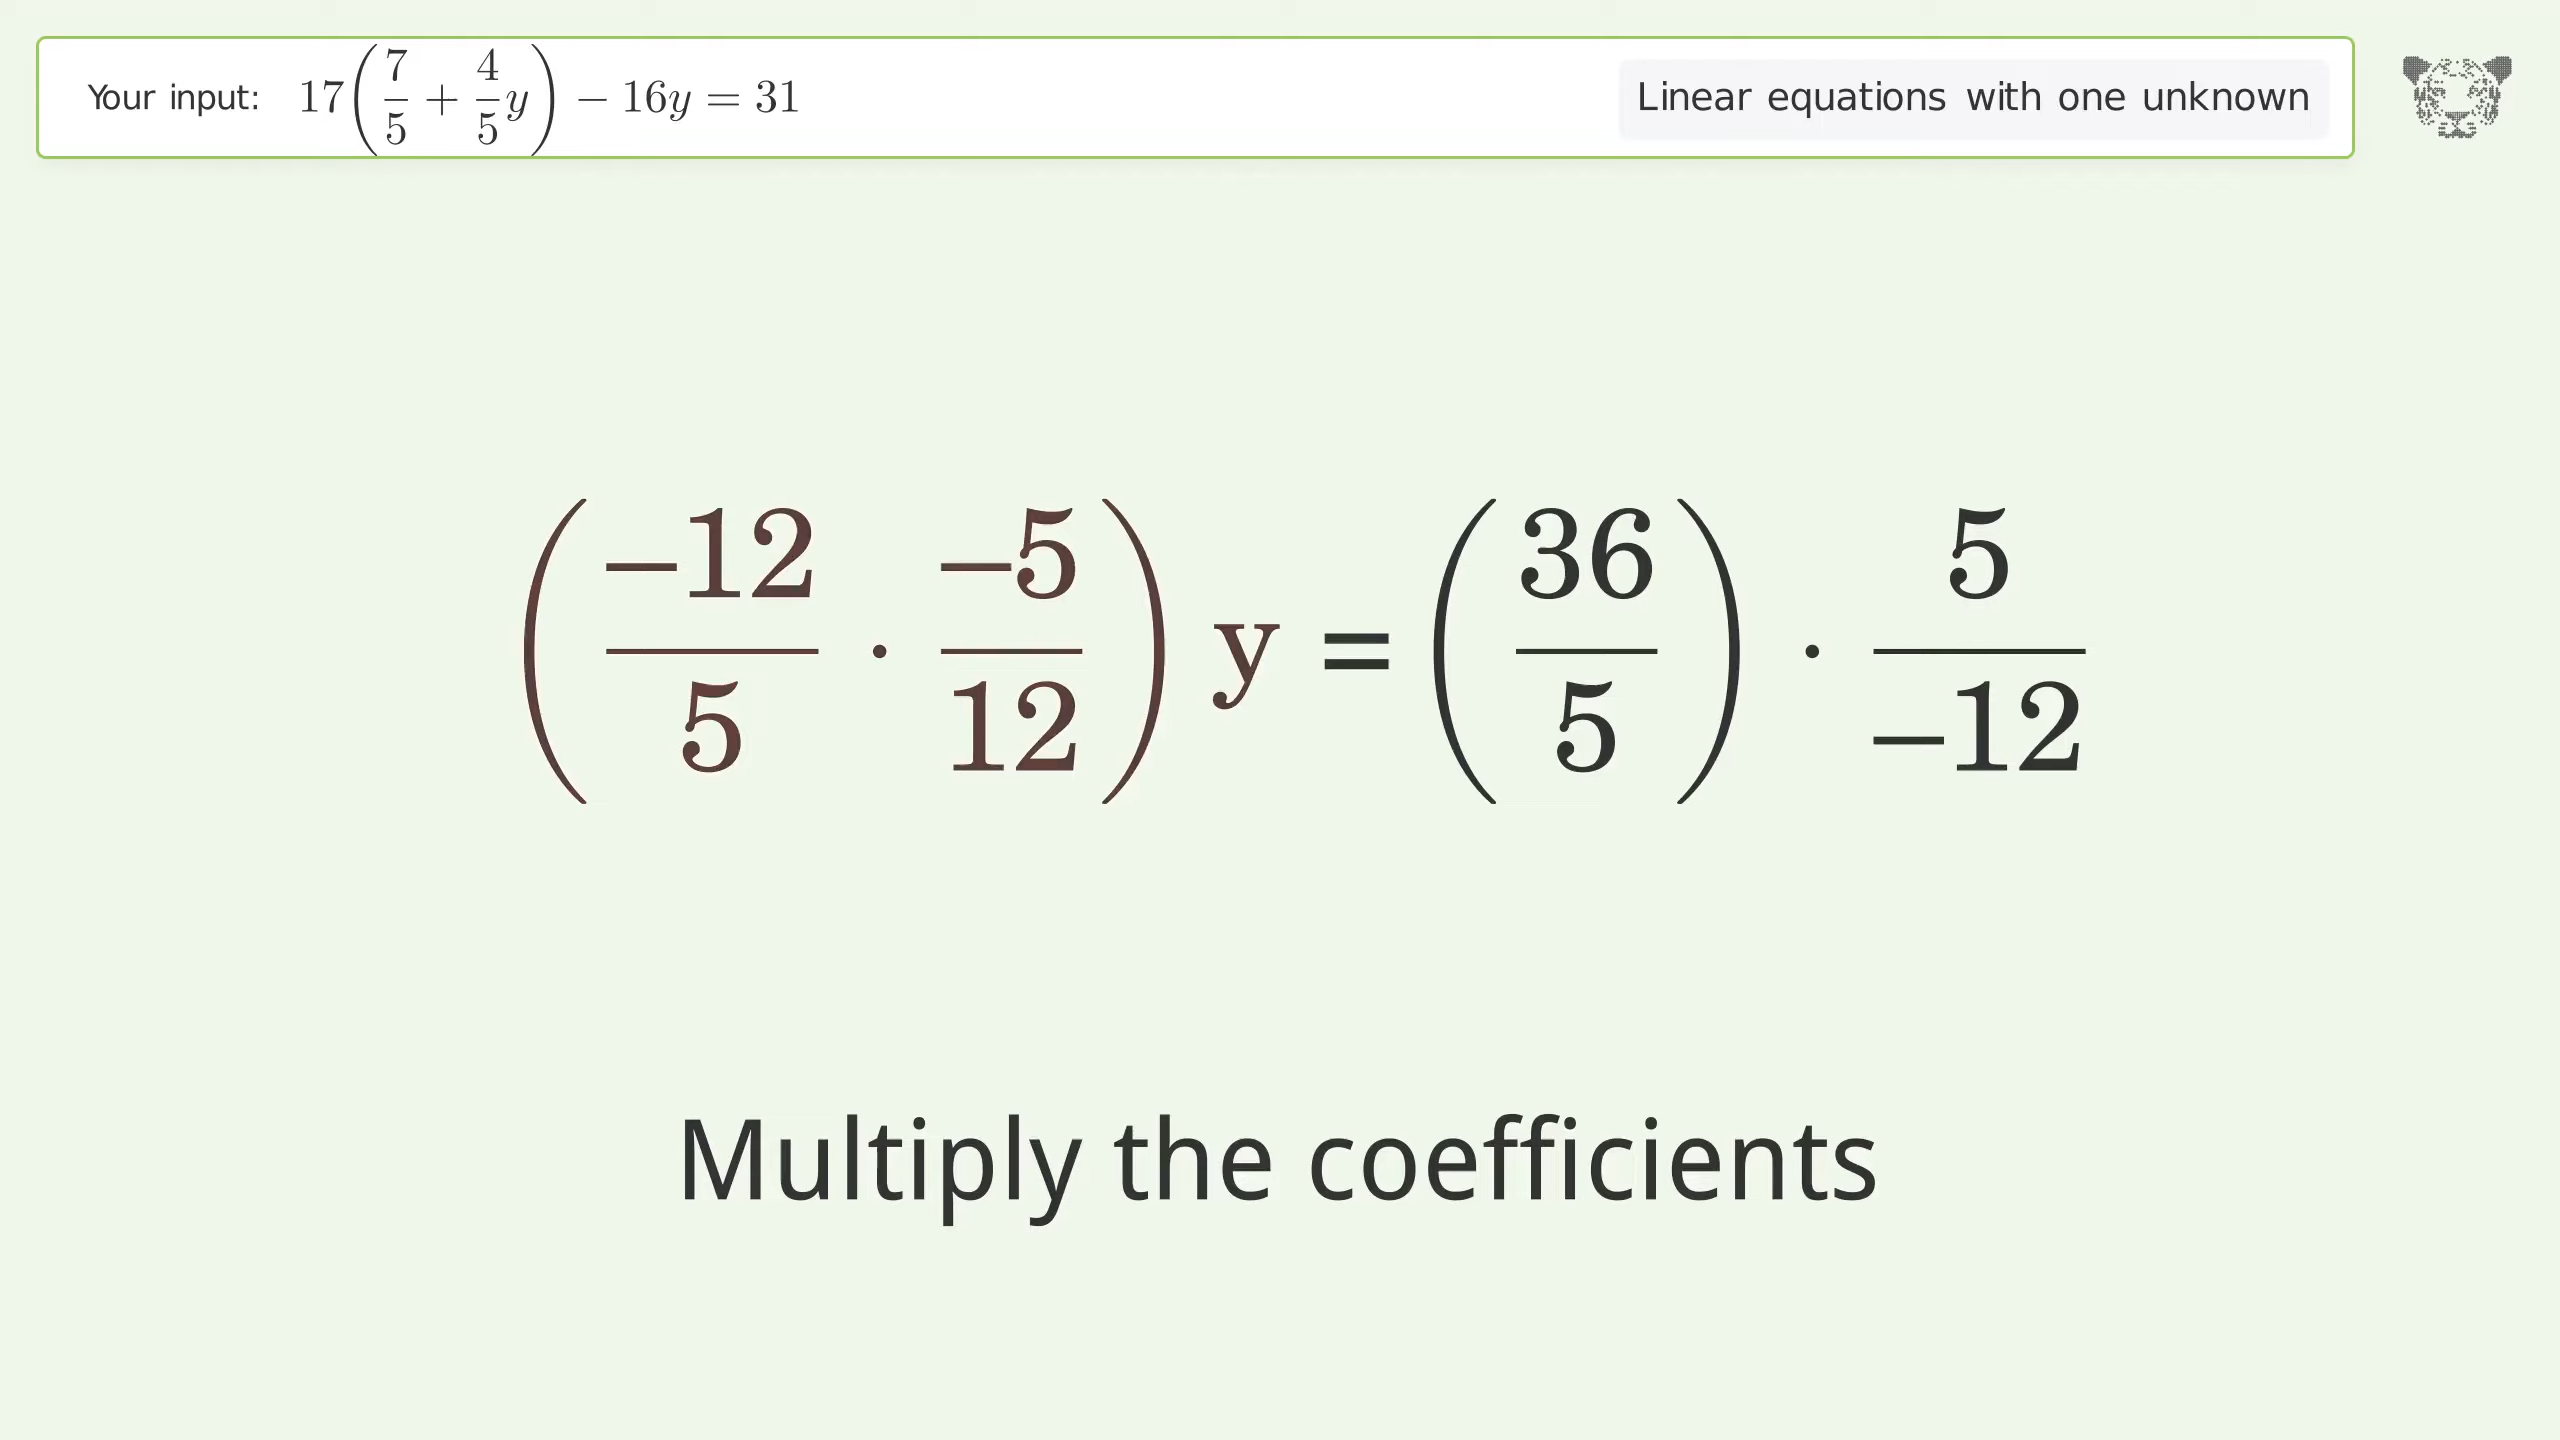 Your input: 17(7/5 + 4/5 y) − 16y = 31 Linear equations with one unknown
(−12/5 · −5/12) y = (36/5) · 5/−12
Multiply the coefficients